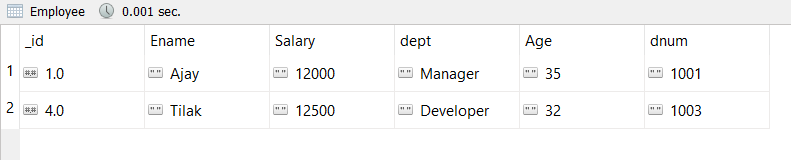 Employee 0.001 sec.
_id Ename Salary dept Age dnum
1 ## 1.0 "" Ajay "" 12000 "" Manager "" 35 "" 1001
2 ## 4.0 "" Tilak "" 12500 "" Developer "" 32 "" 1003